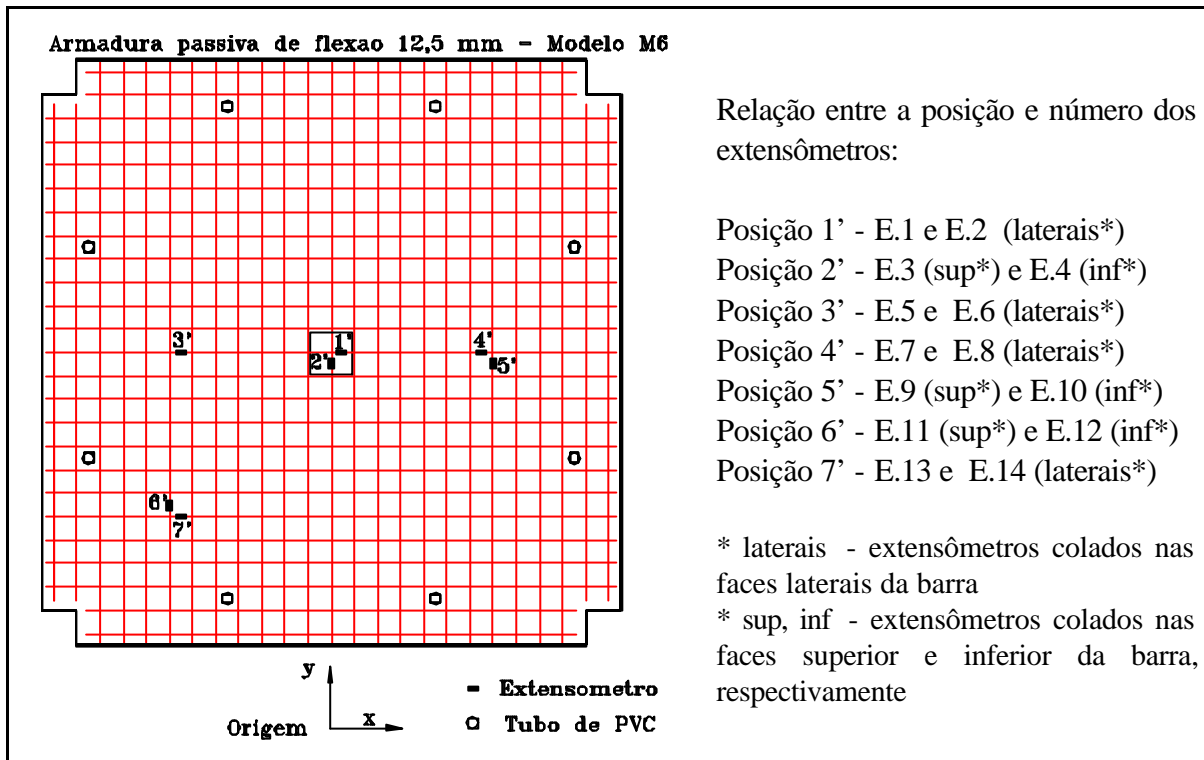 Armadura passiva de flexao 12,5 mm - Modelo M6
3'
1'
2'
4'
5'
6'
7'
y
x
Origem
Extensometro
Tubo de PVC
Relação entre a posição e número dos
extensômetros:
Posição 1’ - E.1 e E.2 (laterais*)
Posição 2’ - E.3 (sup*) e E.4 (inf*)
Posição 3’ - E.5 e E.6 (laterais*)
Posição 4’ - E.7 e E.8 (laterais*)
Posição 5’ - E.9 (sup*) e E.10 (inf*)
Posição 6’ - E.11 (sup*) e E.12 (inf*)
Posição 7’ - E.13 e E.14 (laterais*)
* laterais - extensômetros colados nas
faces laterais da barra
* sup, inf - extensômetros colados nas
faces superior e inferior da barra,
respectivamente